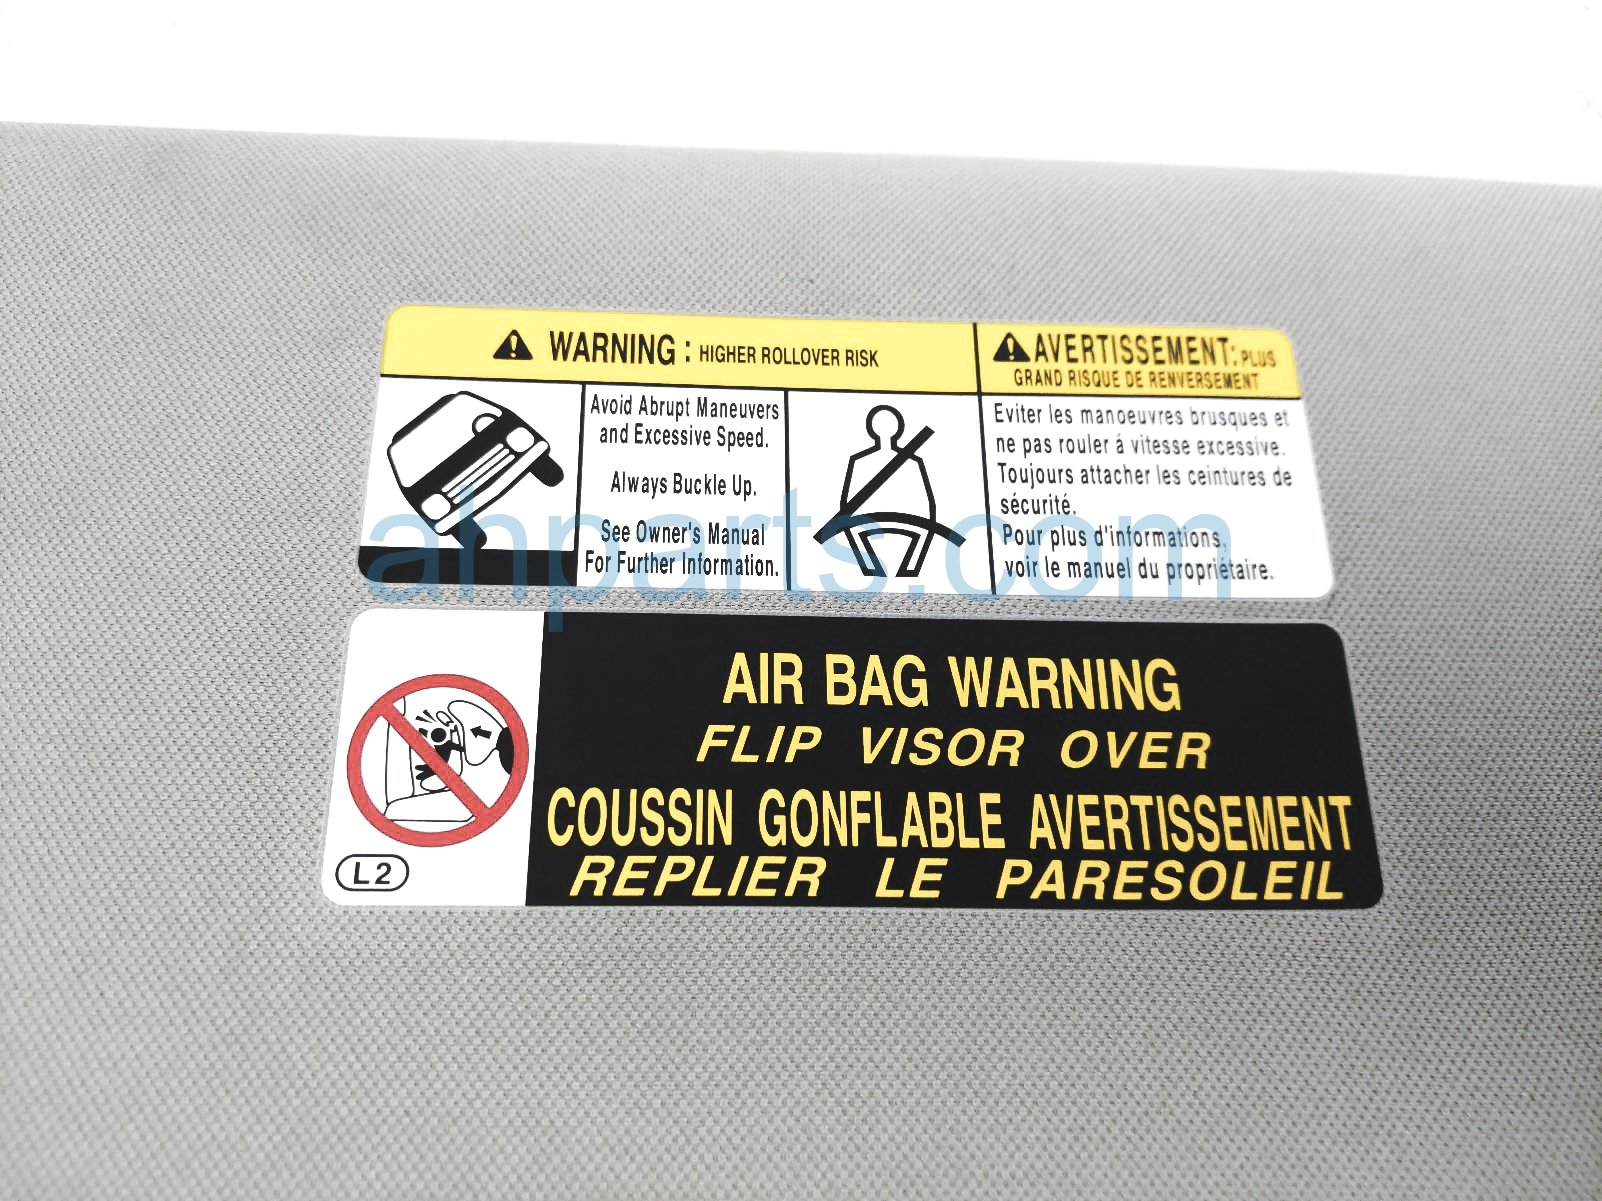 WARNING : HIGHER ROLLOVER RISK
Avoid Abrupt Maneuvers
and Excessive Speed.
Always Buckle Up.
See Owner's Manual
For Further Information.
AVERTISSEMENT: PLUS
GRAND RISQUE DE RENVERSEMENT
Eviter les manoeuvres brusques et
ne pas rouler á vitesse excessive.
Toujours attacher les ceintures de
sécurité.
Pour plus d'informations,
voir le manuel du propriétaire.
ahparts.com
AIR BAG WARNING
FLIP VISOR OVER
COUSSIN GONFLABLE AVERTISSEMENT
REPLIER LE PARESOLEIL
L2